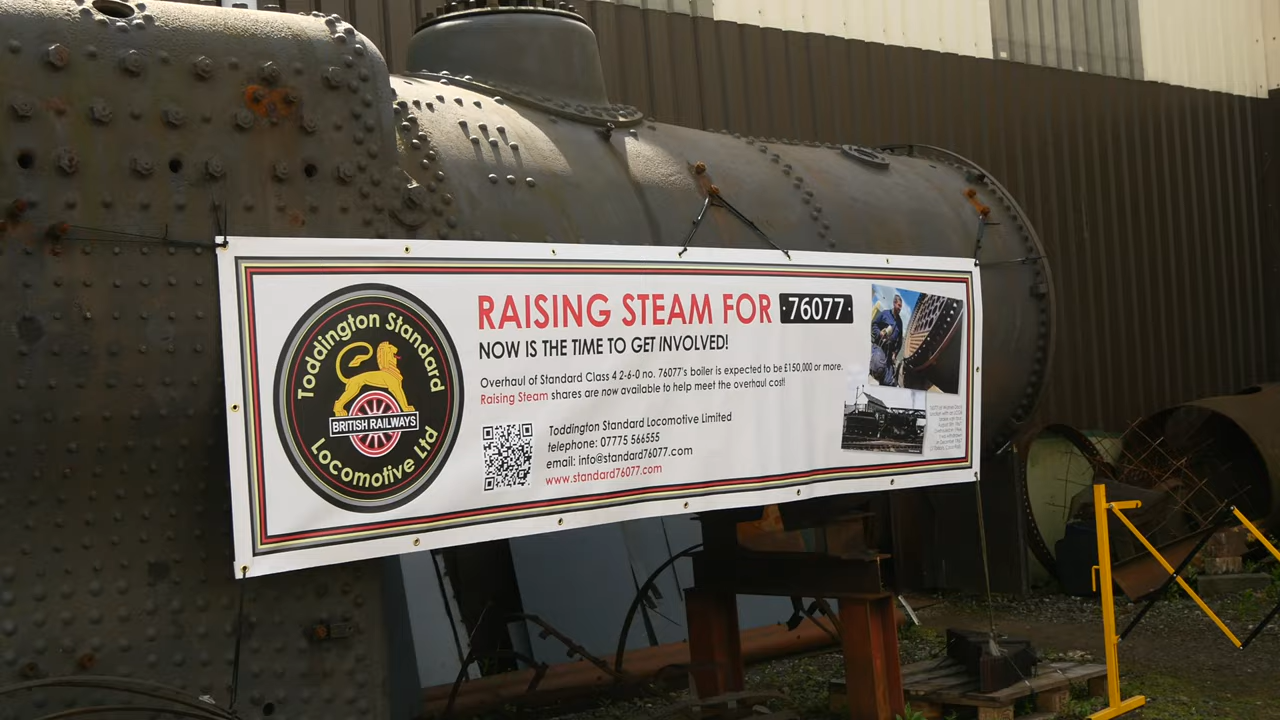 Toddington Standard
BRITISH RAILWAYS
Locomotive Ltd
RAISING STEAM FOR 76077
NOW IS THE TIME TO GET INVOLVED!
Overhaul of Standard Class 4 2-6-0 no. 76077's boiler is expected to be £150,000 or more.
Raising Steam shares are now available to help meet the overhaul cost!
Toddington Standard Locomotive Limited
telephone: 07775 566555
email: info@standard76077.com
www.standard76077.com